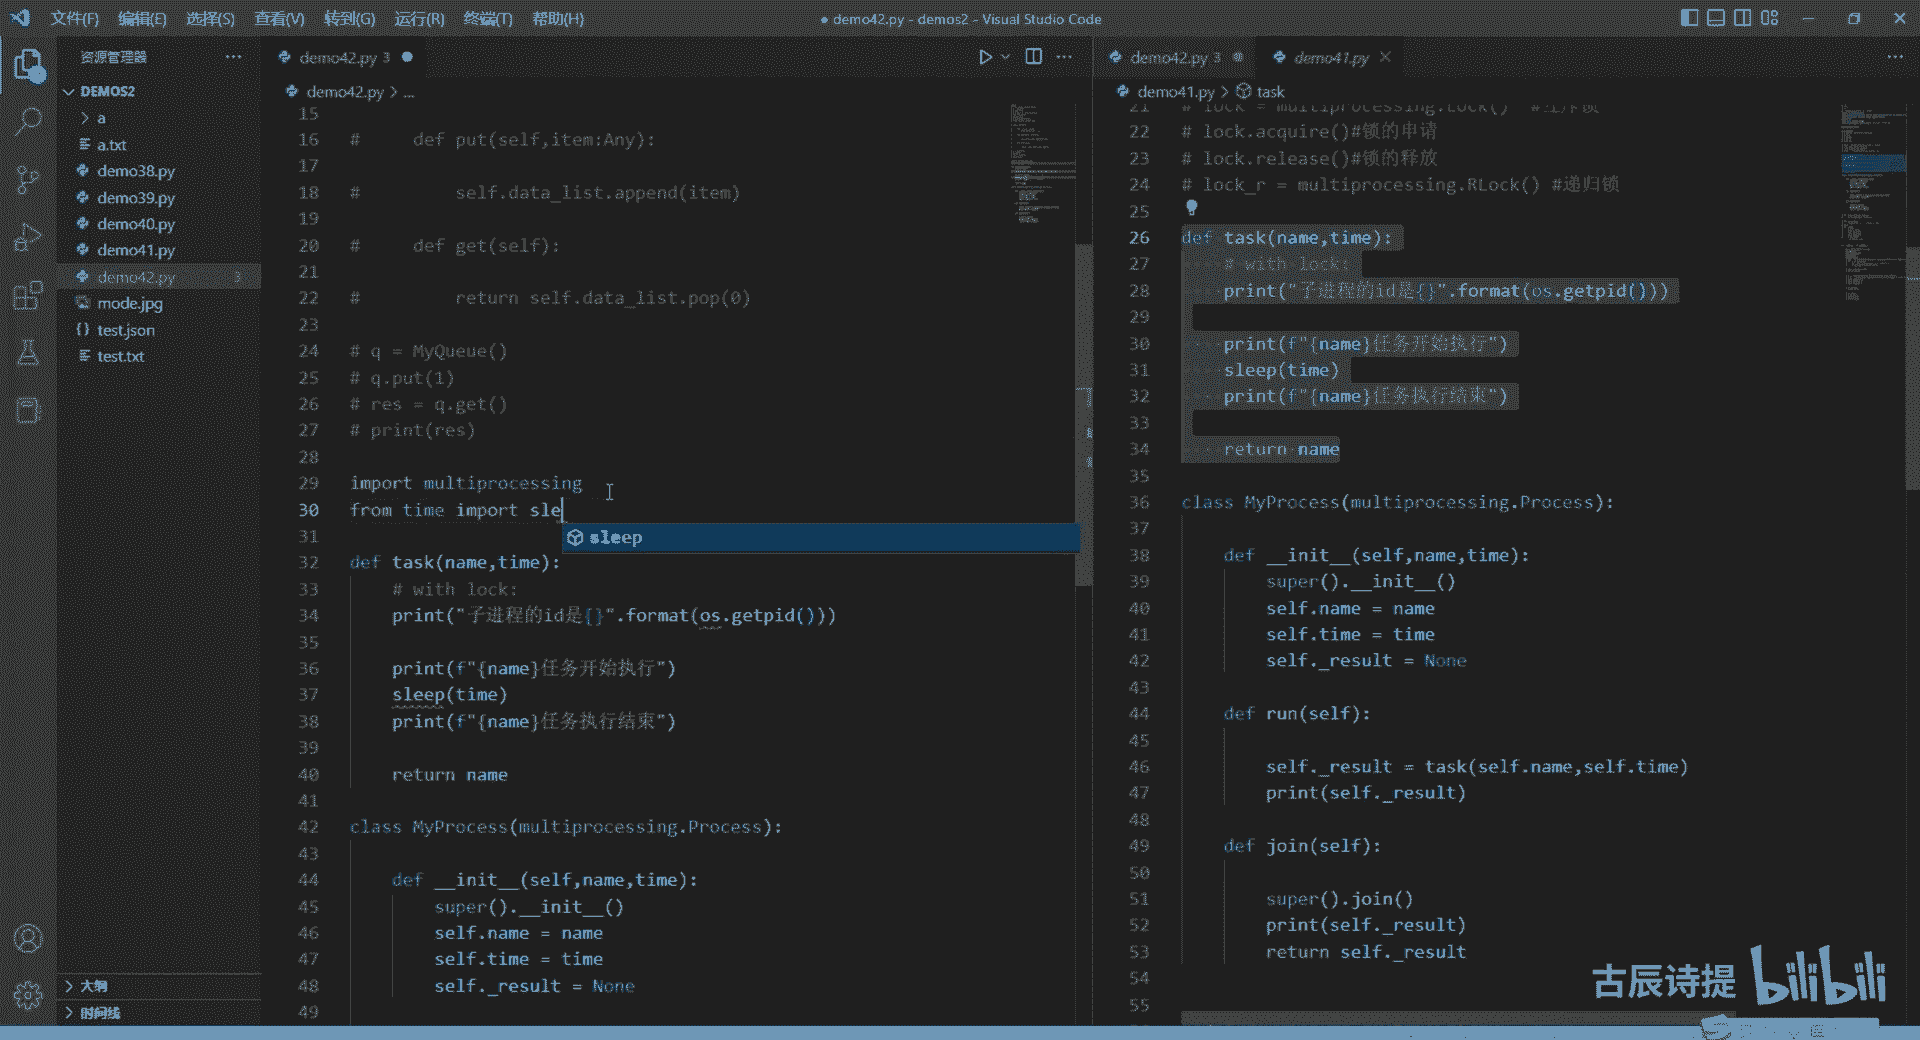 文件(F) 编辑(E) 选择(S) 查看(V) 转到(G) 运行(R) 终端(T) 帮助(H)
● demo42.py - demos2 - Visual Studio Code
资源管理器
DEMOS2
a
a.txt
demo38.py
demo39.py
demo40.py
demo41.py
demo42.py 3
mode.jpg
test.json
test.txt
大纲
时间线
demo42.py 3
demo42.py > ...
15
16 # def put(self,item:Any):
17
18 # self.data_list.append(item)
19
20 # def get(self):
21
22 # return self.data_list.pop(0)
23
24 # q = MyQueue()
25 # q.put(1)
26 # res = q.get()
27 # print(res)
28
29 import multiprocessing
30 from time import sle
sleep
31
32 def task(name,time):
33 # with lock:
34 print("子进程的id是{}".format(os.getpid()))
35
36 print(f"{name}任务开始执行")
37 sleep(time)
38 print(f"{name}任务执行结束")
39
40 return name
41
42 class MyProcess(multiprocessing.Process):
43
44 def __init__(self,name,time):
45 super().__init__()
46 self.name = name
47 self.time = time
48 self._result = None
49
demo42.py 3 demo41.py
demo41.py > task
21 # lock = multiprocessing.Lock()
22 # lock.acquire()#锁的申请
23 # lock.release()#锁的释放
24 # lock_r = multiprocessing.RLock() #递归锁
25
26 def task(name,time):
27 # with lock:
28 print("子进程的id是{}".format(os.getpid()))
29
30 print(f"{name}任务开始执行")
31 sleep(time)
32 print(f"{name}任务执行结束")
33
34 return name
35
36 class MyProcess(multiprocessing.Process):
37
38 def __init__(self,name,time):
39 super().__init__()
40 self.name = name
41 self.time = time
42 self._result = None
43
44 def run(self):
45
46 self._result = task(self.name,self.time)
47 print(self._result)
48
49 def join(self):
50
51 super().join()
52 print(self._result)
53 return self._result
54
55
古辰诗提 bilibili